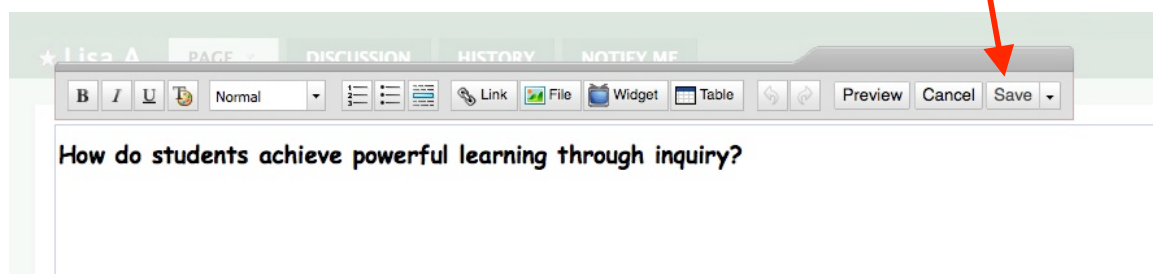 ★ Lisa A PAGE DISCUSSION HISTORY NOTIFY ME
B I U T Normal Link File Widget Table Preview Cancel Save
How do students achieve powerful learning through inquiry?